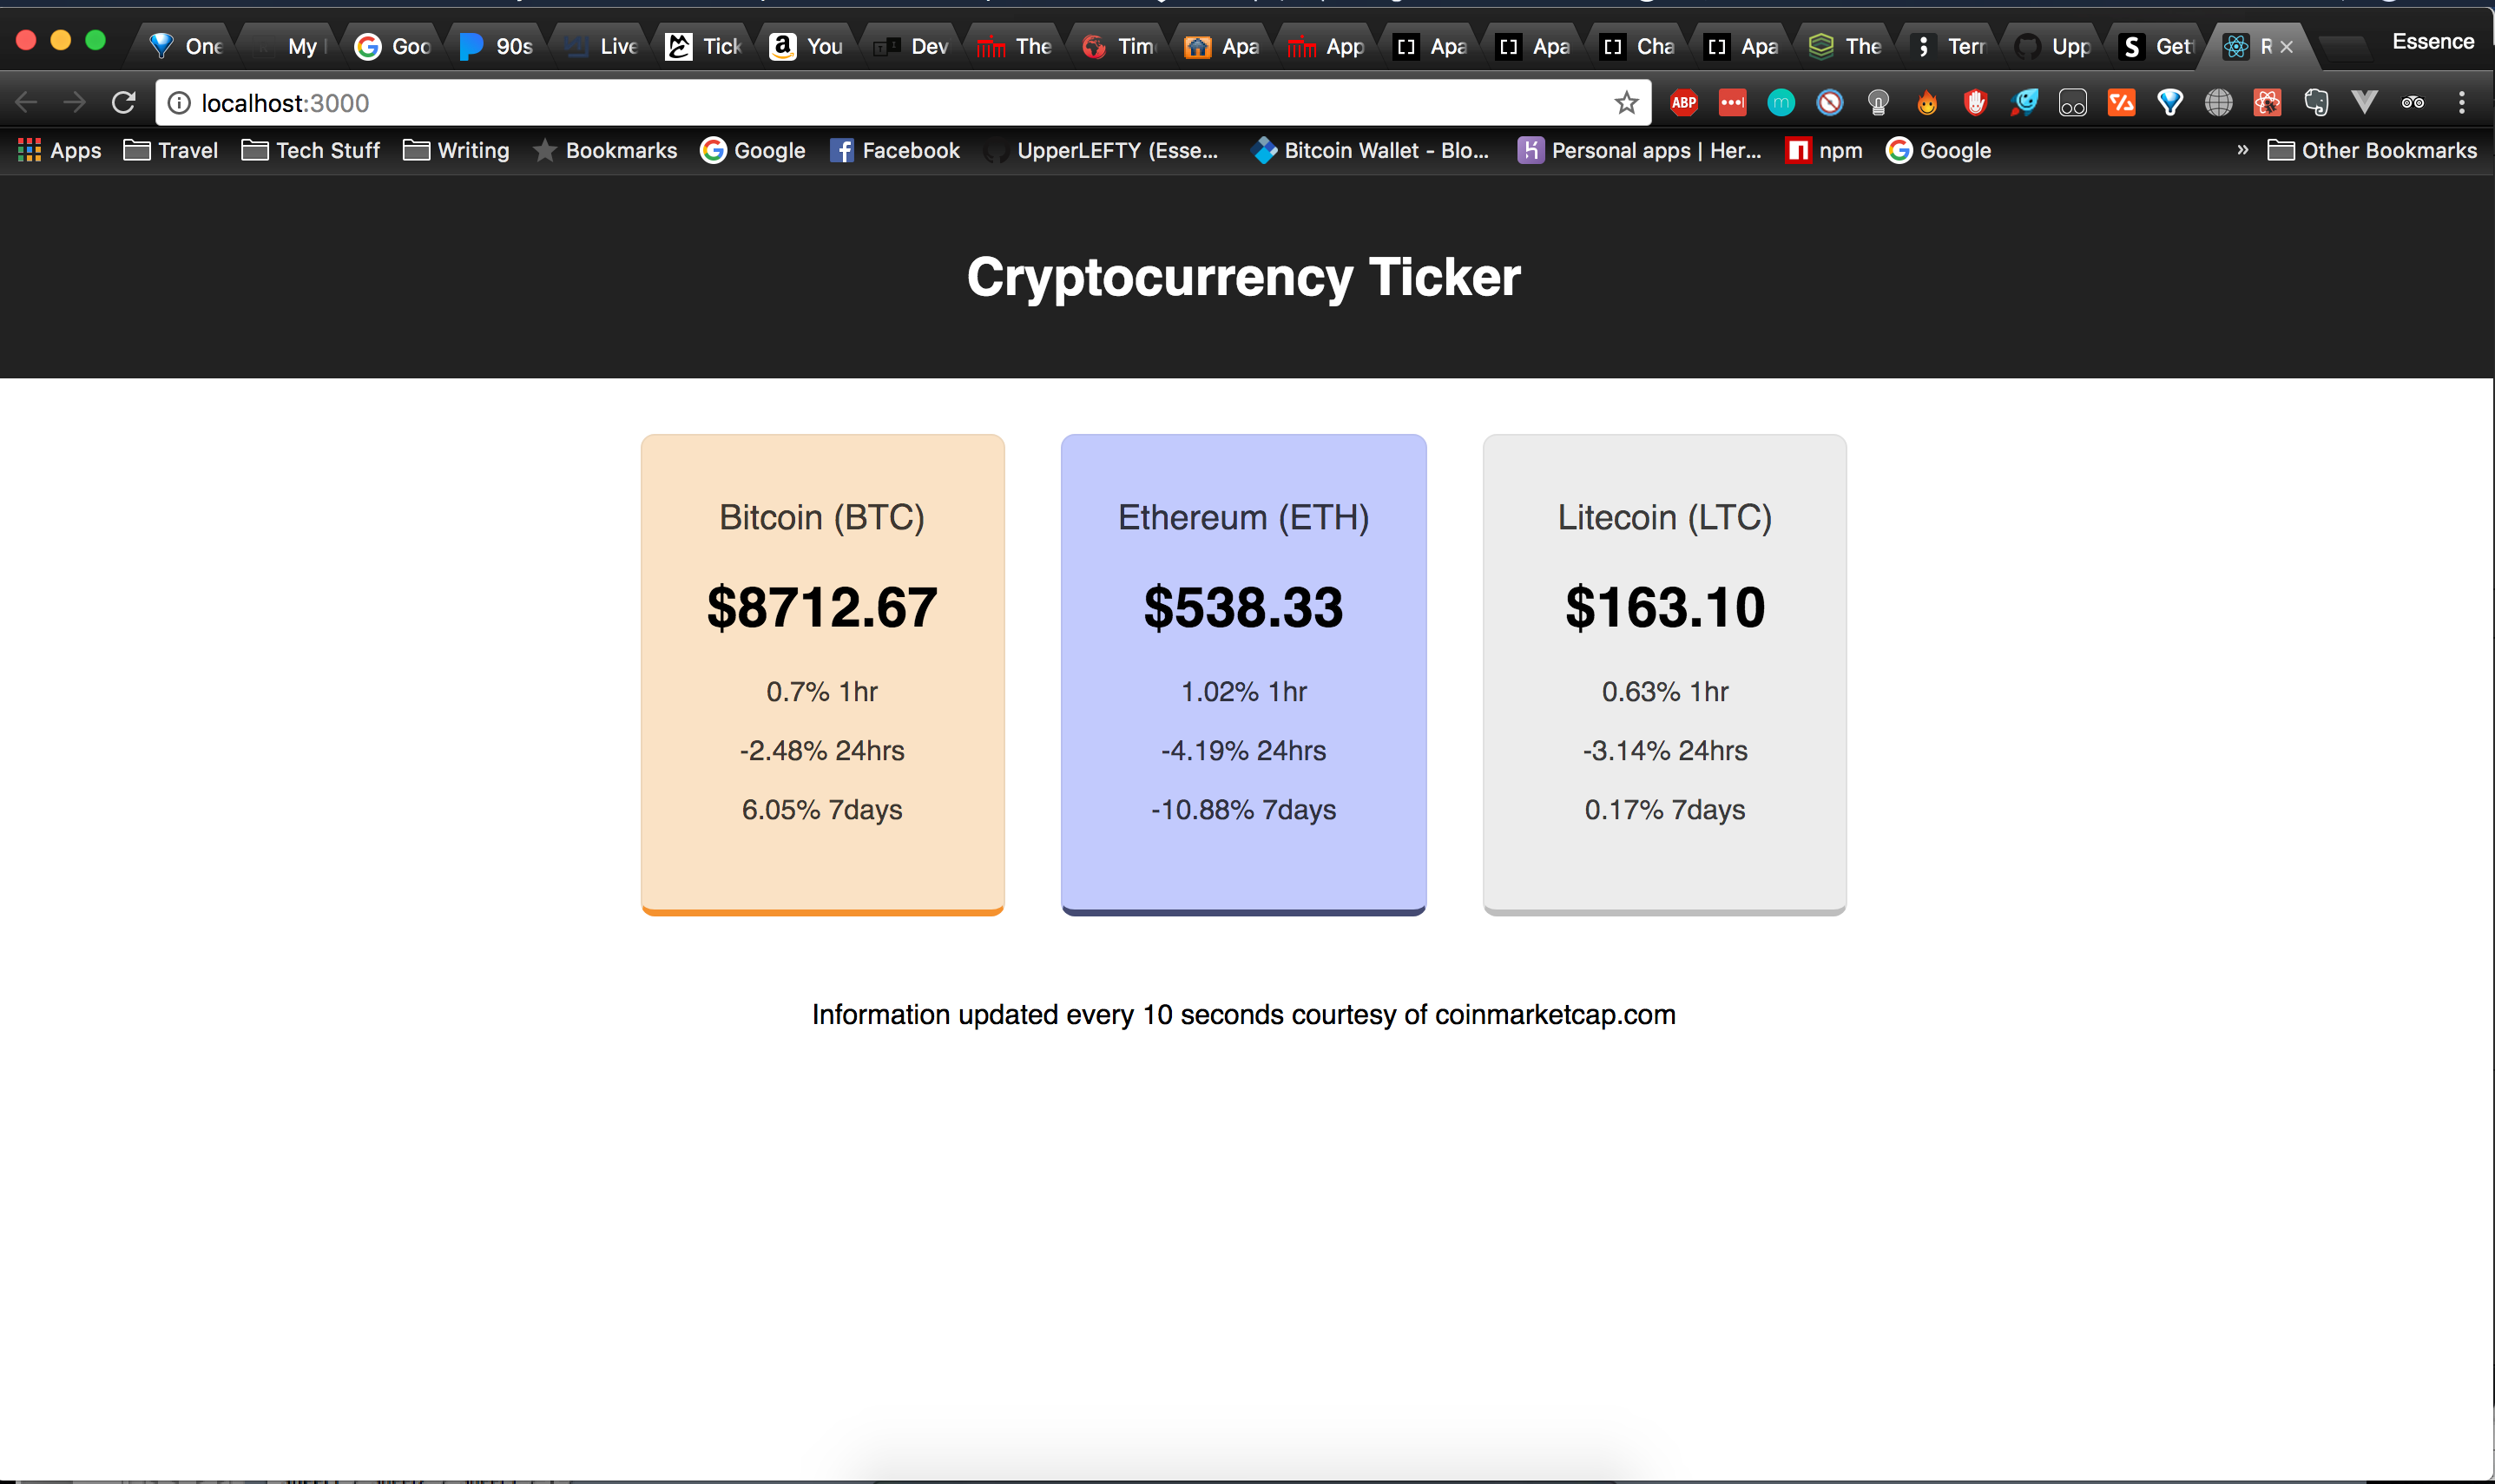 One My Goo 90s Live Tick You Dev The Tim Apa App Apa Apa Cha Apa The Terr Upp Get R Essence
localhost:3000
ABP
Apps Travel Tech Stuff Writing Bookmarks Google Facebook UpperLEFTY (Esse... Bitcoin Wallet - Blo... Personal apps | Her... npm Google » Other Bookmarks
Cryptocurrency Ticker
Bitcoin (BTC)
$8712.67
0.7% 1hr
-2.48% 24hrs
6.05% 7days
Ethereum (ETH)
$538.33
1.02% 1hr
-4.19% 24hrs
-10.88% 7days
Litecoin (LTC)
$163.10
0.63% 1hr
-3.14% 24hrs
0.17% 7days
Information updated every 10 seconds courtesy of coinmarketcap.com